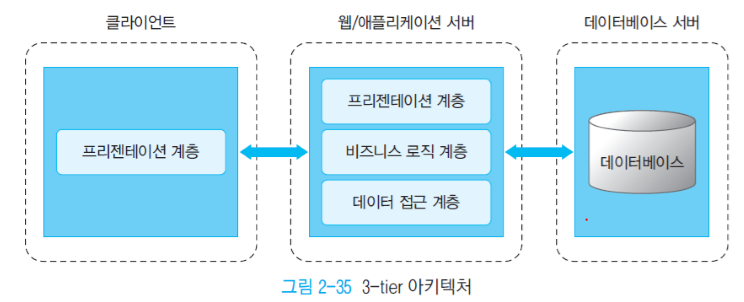 클라이언트
웹/애플리케이션 서버
데이터베이스 서버
프리젠테이션 계층
프리젠테이션 계층
비즈니스 로직 계층
데이터 접근 계층
데이터베이스
그림 2-35 3-tier 아키텍처